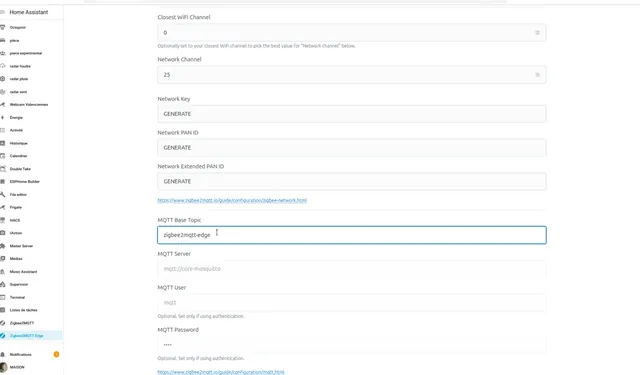 Home Assistant
Octoprint
piece
piece experimental
radar foudre
radar pluie
radar vent
Webcam Valenciennes
Énergie
Activité
Historique
Calendrier
Double Take
ESPHome Builder
File editor
Frigate
HACS
Matter Server
Médias
Music Assistant
Supervisor
Terminal
Listes de tâches
Zigbee2MQTT
Zigbee2MQTT Edge
Notifications
MAISON
Closest WiFi Channel
0
Optionally set to your closest WiFi channel to pick the best value for "Network channel" below.
Network Channel
25
Network Key
GENERATE
Network PAN ID
GENERATE
Network Extended PAN ID
GENERATE
https://www.zigbee2mqtt.io/guide/configuration/zigbee-network.html
MQTT Base Topic
zigbee2mqtt-edge
MQTT Server
mqtt://core-mosquitto
MQTT User
mqtt
Optional. Set only if using authentication.
MQTT Password
••••
Optional. Set only if using authentication.
https://www.zigbee2mqtt.io/guide/configuration/mqtt.html